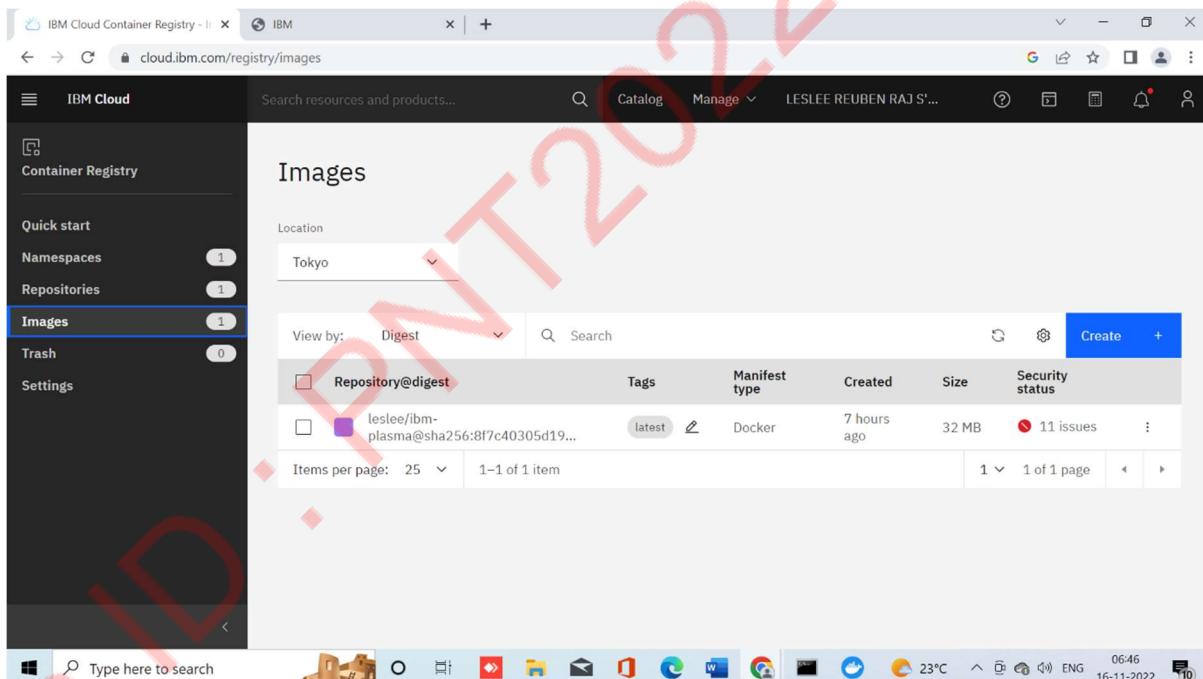 IBM Cloud Container Registry - I
IBM
cloud.ibm.com/registry/images
IBM Cloud
Search resources and products...
Catalog
Manage
LESLEE REUBEN RAJ S'...
Container Registry
Quick start
Namespaces 1
Repositories 1
Images 1
Trash 0
Settings
Images
Location
Tokyo
View by: Digest
Search
Create +
Repository@digest Tags Manifest type Created Size Security status
leslee/ibm-
plasma@sha256:8f7c40305d19...
latest
Docker
7 hours
ago
32 MB
11 issues
Items per page: 25
1–1 of 1 item
1
1 of 1 page
ID : PNT202
Type here to search
23°C
ENG
06:46
16-11-2022
10